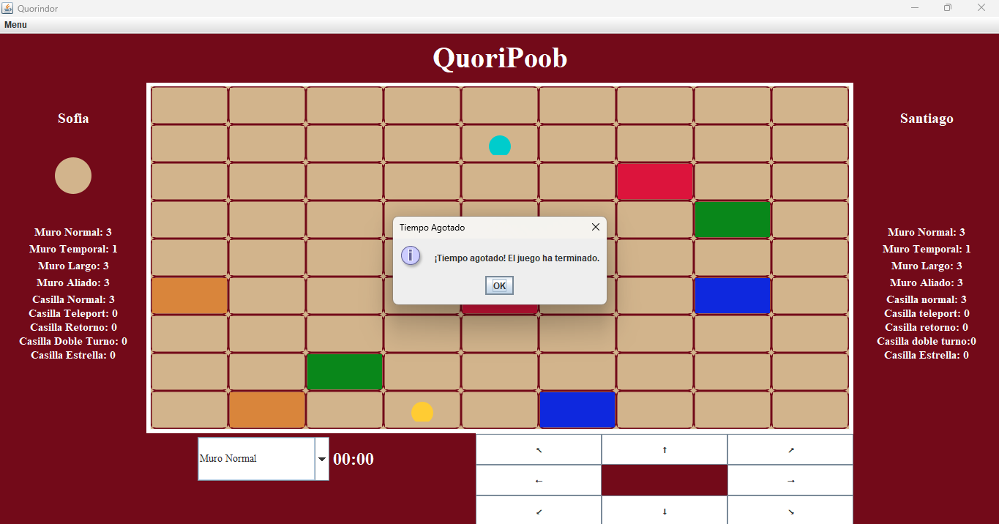 Quorindor
Menu
QuoriPoob
Sofia
Muro Normal: 3
Muro Temporal: 1
Muro Largo: 3
Muro Aliado: 3
Casilla Normal: 3
Casilla Teleport: 0
Casilla Retorno: 0
Casilla Doble Turno: 0
Casilla Estrella: 0
Tiempo Agotado
¡Tiempo agotado! El juego ha terminado.
OK
Santiago
Muro Normal: 3
Muro Temporal: 1
Muro Largo: 3
Muro Aliado: 3
Casilla normal: 3
Casilla teleport: 0
Casilla retorno: 0
Casilla doble turno:0
Casilla Estrella: 0
Muro Normal
00:00
↖ ↑ ↗
← →
↙ ↓ ↘